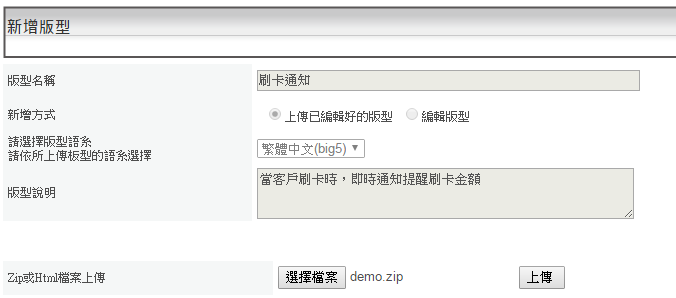 新增版型
版型名稱 刷卡通知
新增方式 上傳已編輯好的版型 編輯版型
請選擇版型語系
請依所上傳板型的語系選擇 繁體中文(big5)
版型說明 當客戶刷卡時，即時通知提醒刷卡金額
Zip或Html檔案上傳 選擇檔案 demo.zip 上傳